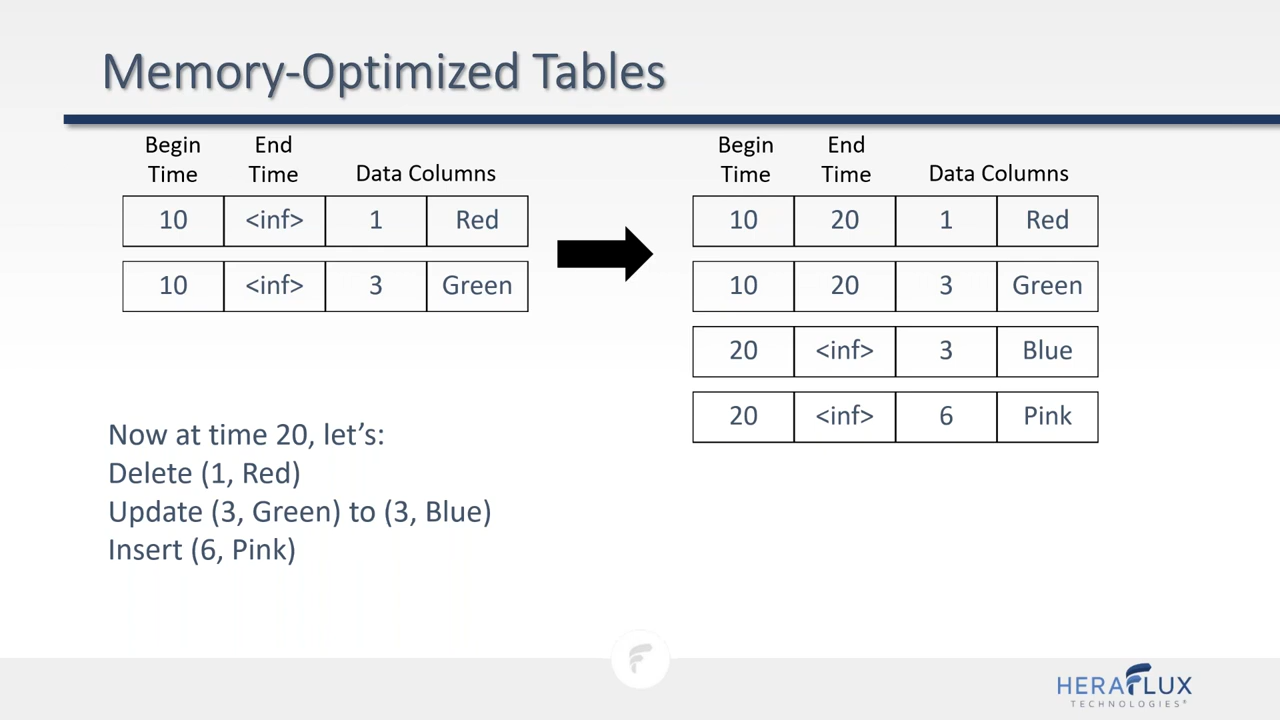 Memory-Optimized Tables
Begin Time End Time Data Columns
10 <inf> 1 Red
10 <inf> 3 Green
Begin Time End Time Data Columns
10 20 1 Red
10 20 3 Green
20 <inf> 3 Blue
20 <inf> 6 Pink
Now at time 20, let’s:
Delete (1, Red)
Update (3, Green) to (3, Blue)
Insert (6, Pink)
HERAFLUX
TECHNOLOGIES®